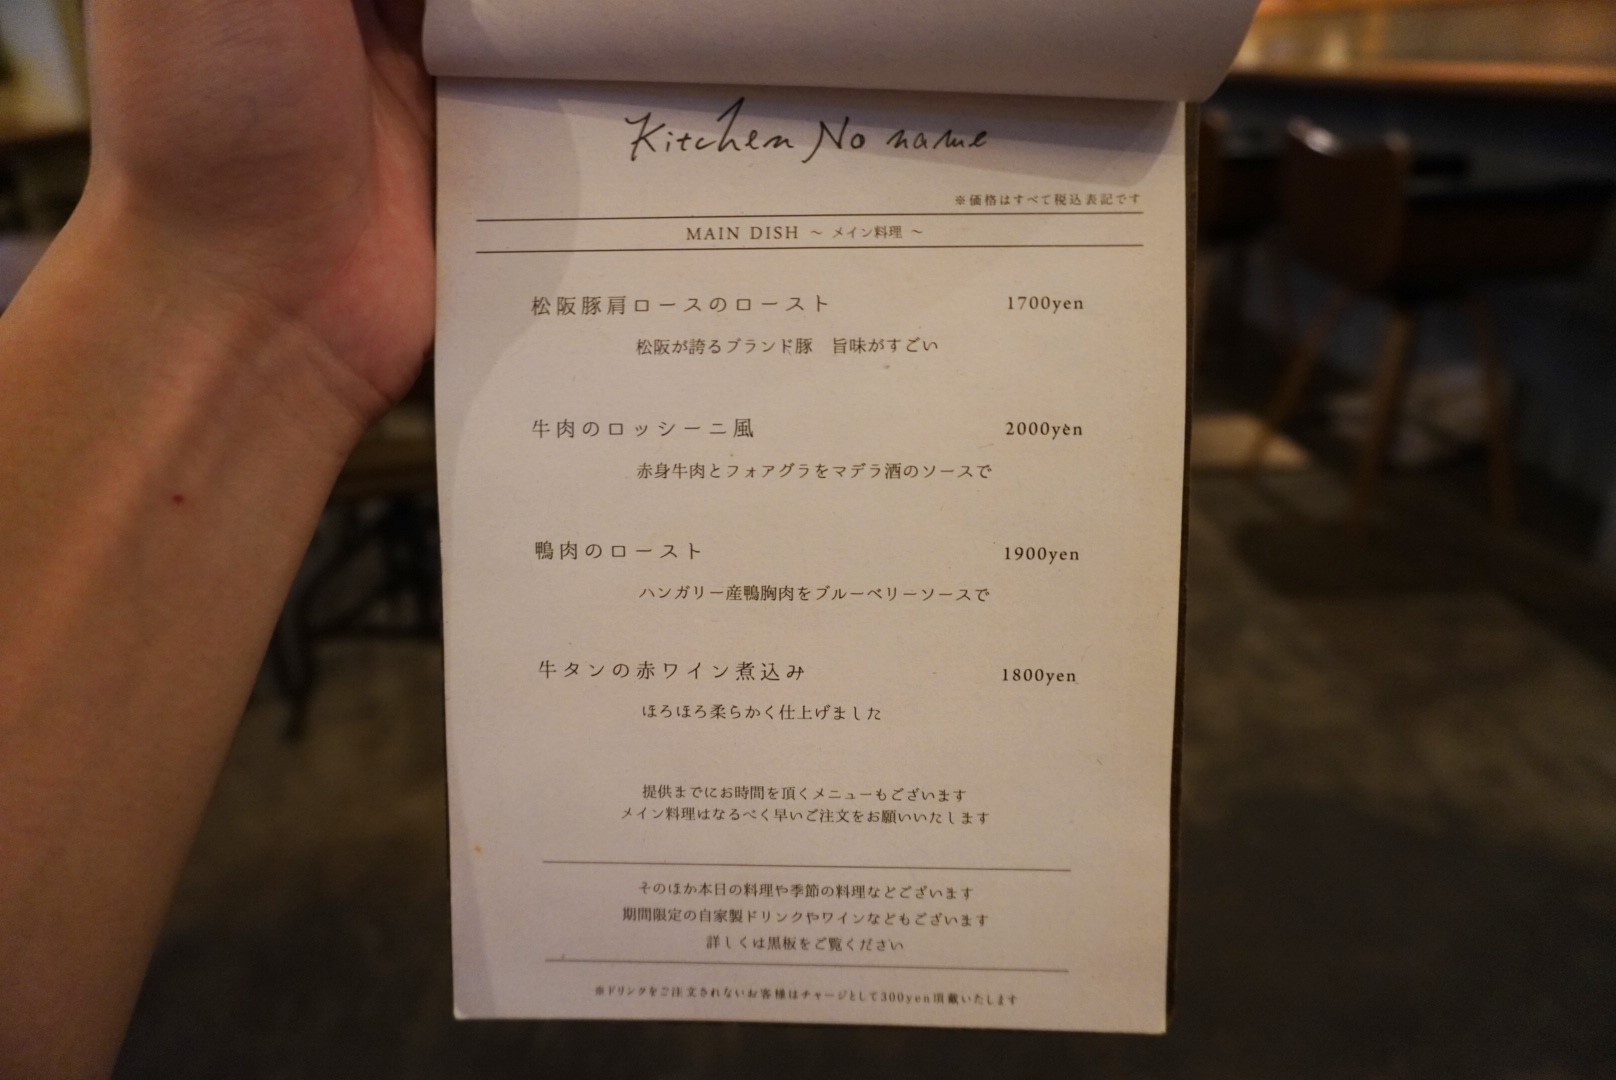 Kitchen No name
※価格はすべて税込表記です
MAIN DISH ～ メイン料理 ～
松阪豚肩ロースのロースト 1700yen
松阪が誇るブランド豚 旨味がすごい
牛肉のロッシーニ風 2000yen
赤身牛肉とフォアグラをマデラ酒のソースで
鴨肉のロースト 1900yen
ハンガリー産鴨胸肉をブルーベリーソースで
牛タンの赤ワイン煮込み 1800yen
ほろほろ柔らかく仕上げました
提供までにお時間を頂くメニューもございます
メイン料理はなるべく早いご注文をお願いいたします
そのほか本日の料理や季節の料理などございます
期間限定の自家製ドリンクやワインなどもございます
詳しくは黒板をご覧ください
※ドリンクをご注文されないお客様はチャージとして300yen頂戴いたします